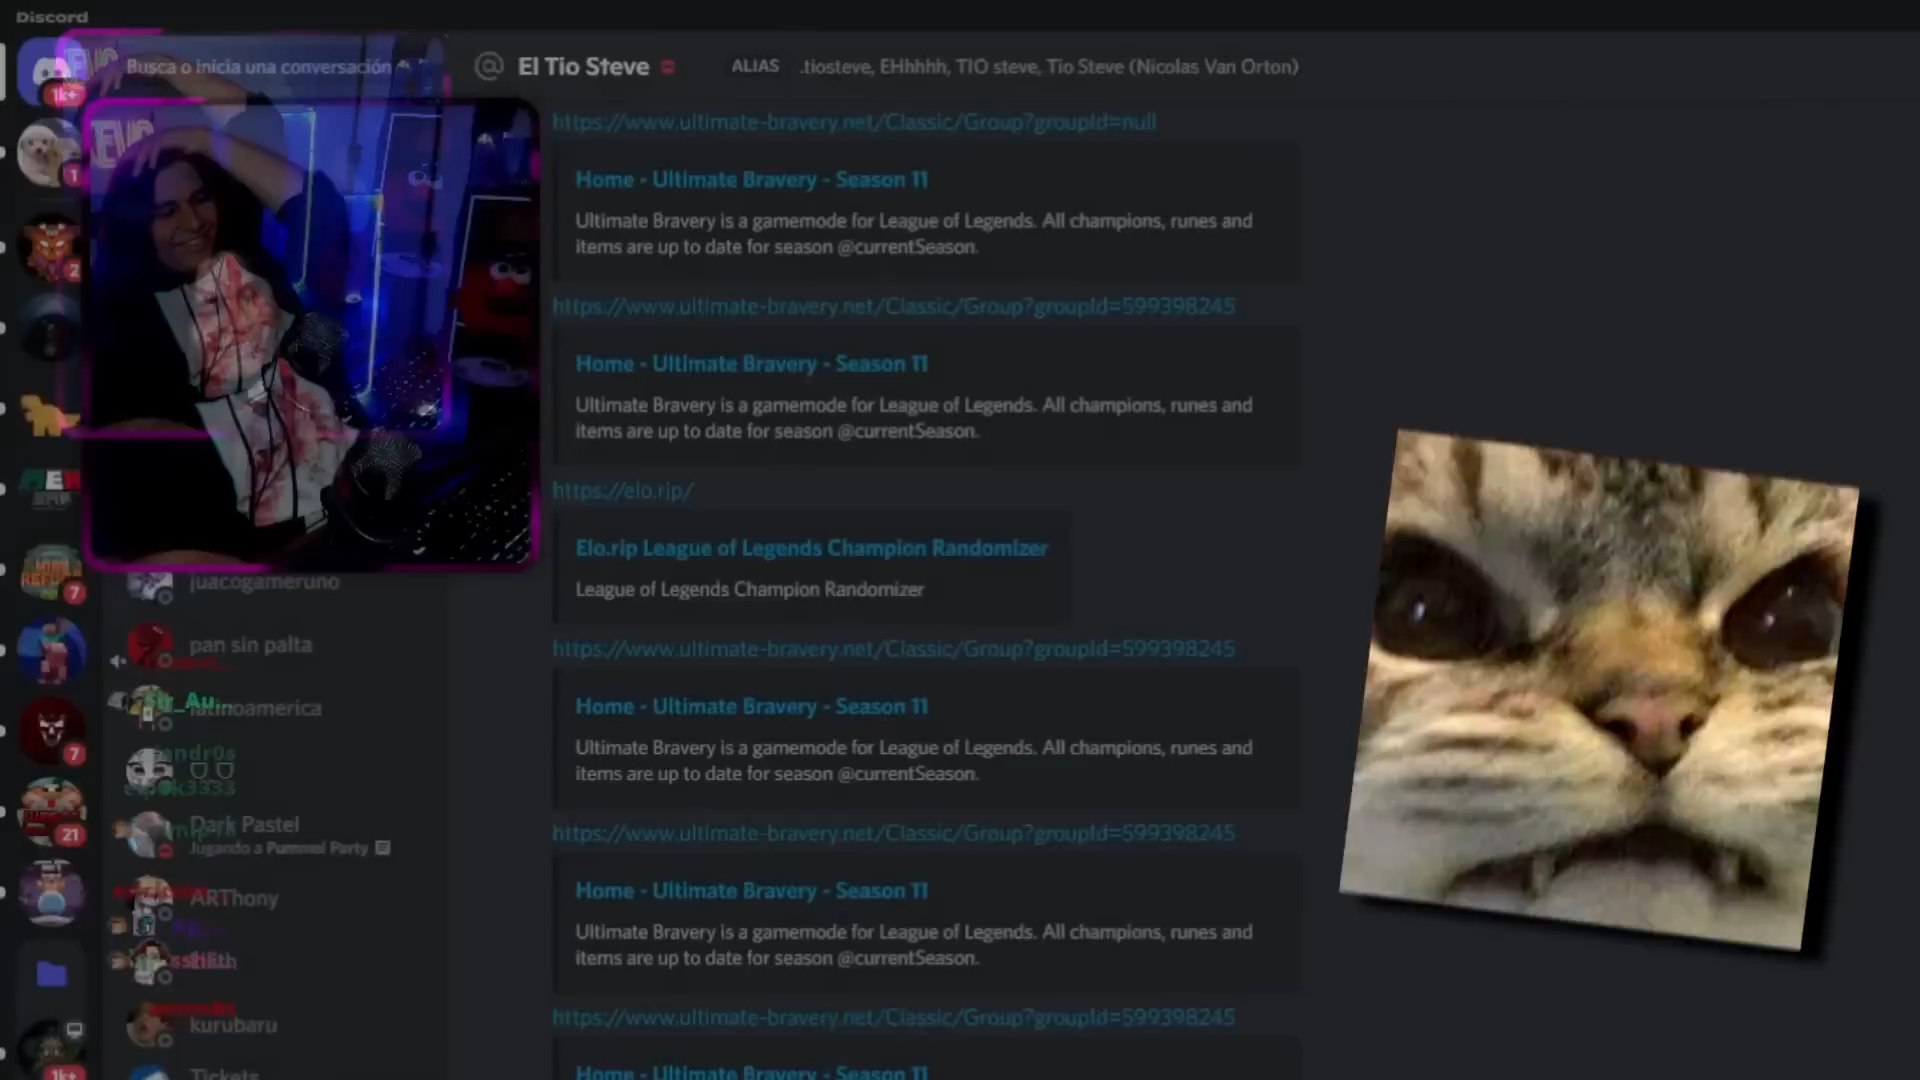 Discord
Busca o inicia una conversación
1k+
1
2
7
7
21
1k+
El Tio Steve
ALIAS
.tiosteve, EHhhhh, TIO steve, Tio Steve (Nicolas Van Orton)
https://www.ultimate-bravery.net/Classic/Group?groupId=null
Home - Ultimate Bravery - Season 11
Ultimate Bravery is a gamemode for League of Legends. All champions, runes and
items are up to date for season @currentSeason.
https://www.ultimate-bravery.net/Classic/Group?groupId=599398245
Home - Ultimate Bravery - Season 11
Ultimate Bravery is a gamemode for League of Legends. All champions, runes and
items are up to date for season @currentSeason.
https://elo.rip/
Elo.rip League of Legends Champion Randomizer
League of Legends Champion Randomizer
https://www.ultimate-bravery.net/Classic/Group?groupId=599398245
Home - Ultimate Bravery - Season 11
Ultimate Bravery is a gamemode for League of Legends. All champions, runes and
items are up to date for season @currentSeason.
https://www.ultimate-bravery.net/Classic/Group?groupId=599398245
Home - Ultimate Bravery - Season 11
Ultimate Bravery is a gamemode for League of Legends. All champions, runes and
items are up to date for season @currentSeason.
https://www.ultimate-bravery.net/Classic/Group?groupId=599398245
Home - Ultimate Bravery - Season 11
juacogameruno
pan sin palta
latinoamerica
Dark Pastel
Jugando a Pummel Party
ARThony
kurubaru
Tickets